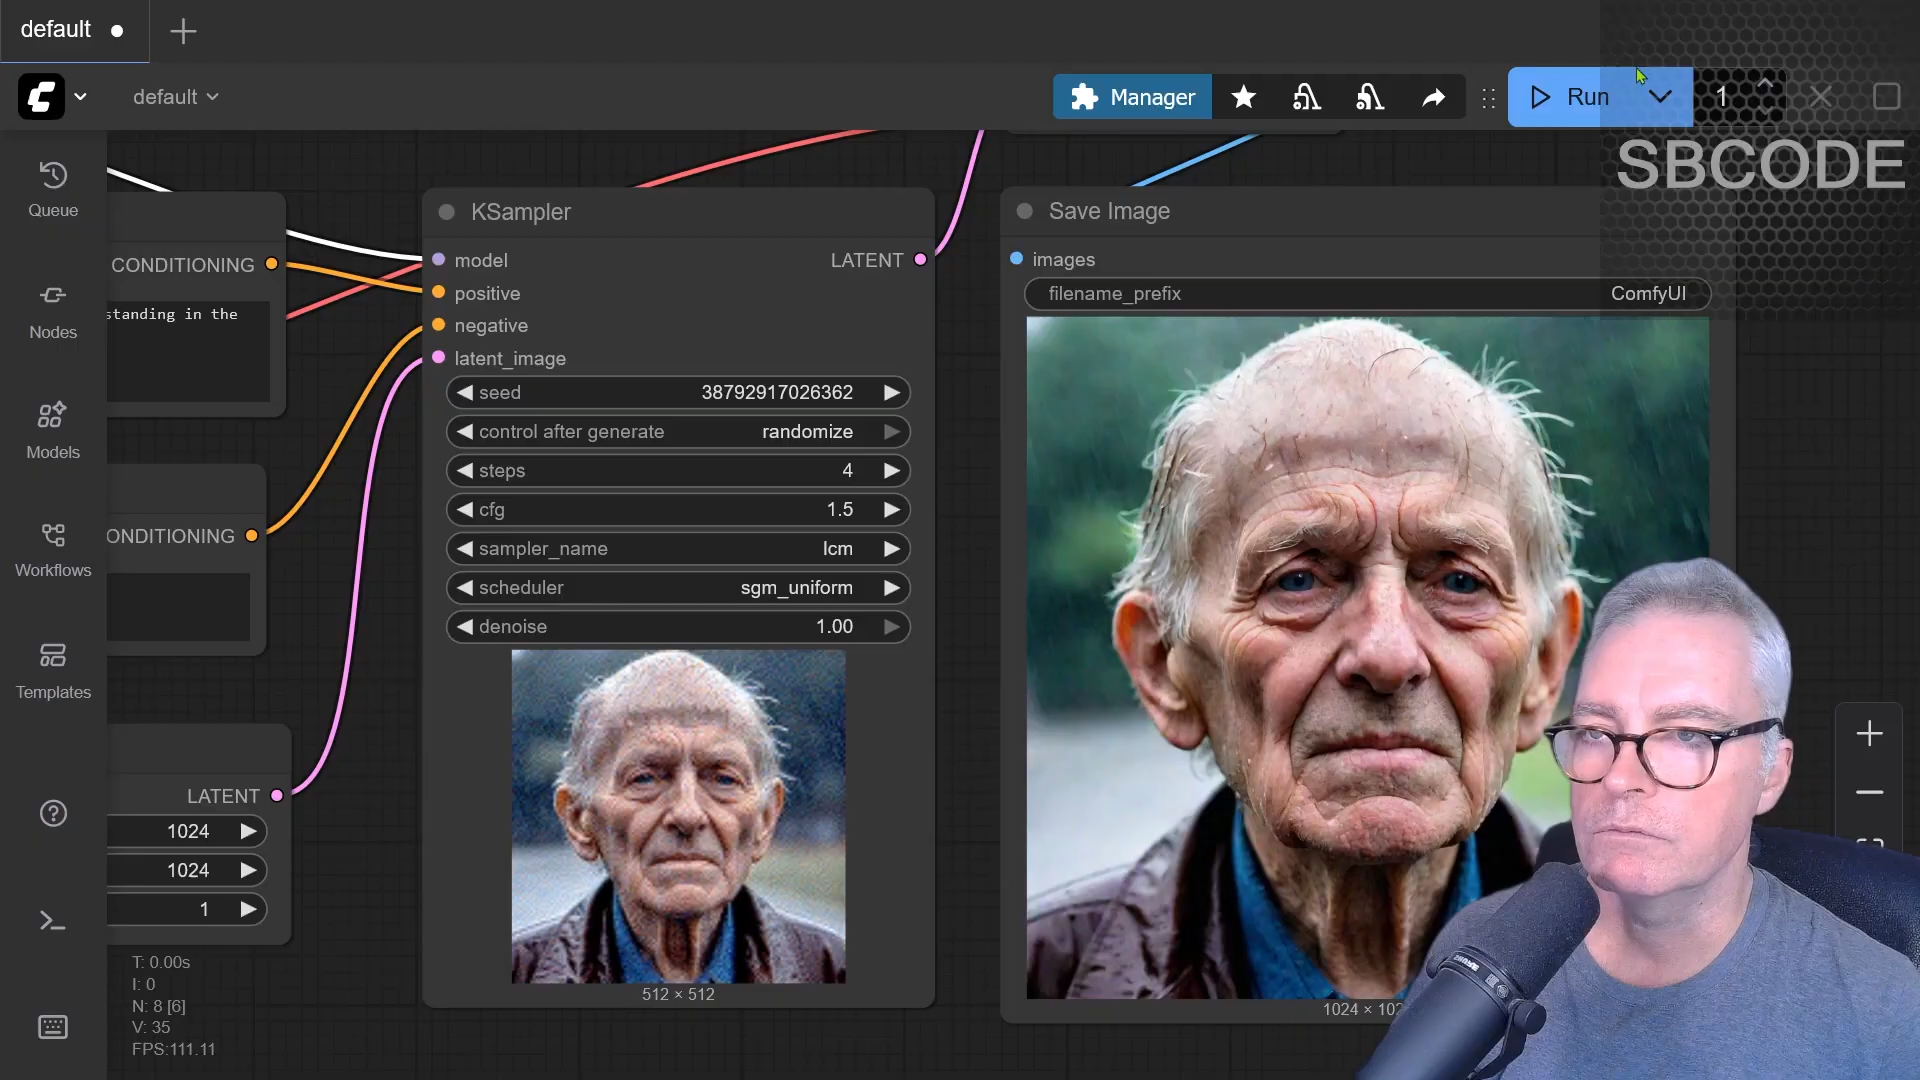 default
default
Manager
Run
1
SBCODE
Queue
Nodes
Models
Workflows
Templates
CONDITIONING
standing in the
ONDITIONING
LATENT
1024
1024
1
T: 0.00s
I: 0
N: 8 [6]
V: 35
FPS:111.11
KSampler
model
LATENT
positive
negative
latent_image
seed 38792917026362
control after generate randomize
steps 4
cfg 1.5
sampler_name lcm
scheduler sgm_uniform
denoise 1.00
512 × 512
Save Image
images
filename_prefix ComfyUI
1024 × 102